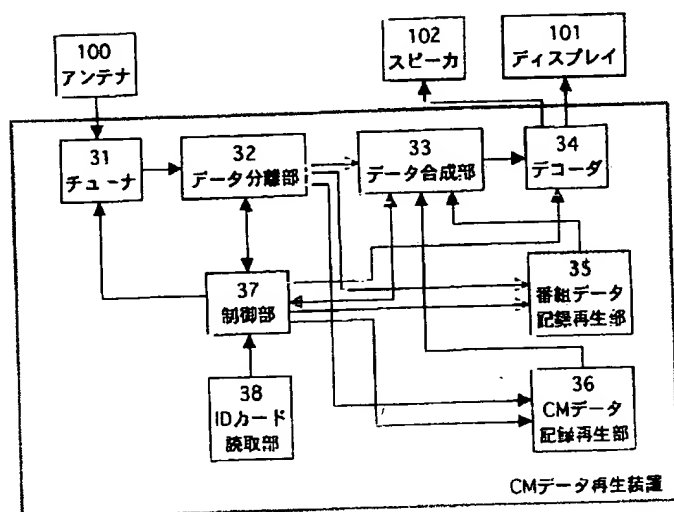 100
アンテナ
102
スピーカ
101
ディスプレイ
31
チューナ
32
データ分離部
33
データ合成部
34
デコーダ
35
番組データ
記録再生部
37
制御部
38
IDカード
読取部
36
CMデータ
記録再生部
CMデータ再生装置